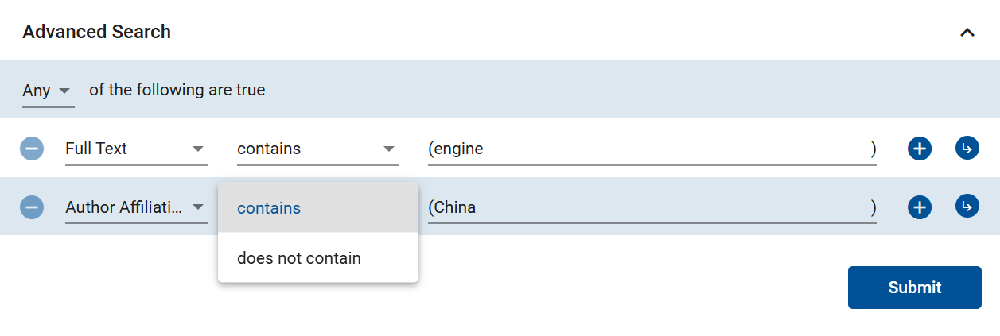 Advanced Search
Any of the following are true
Full Text contains (engine )
Author Affiliati... contains (China )
does not contain
Submit